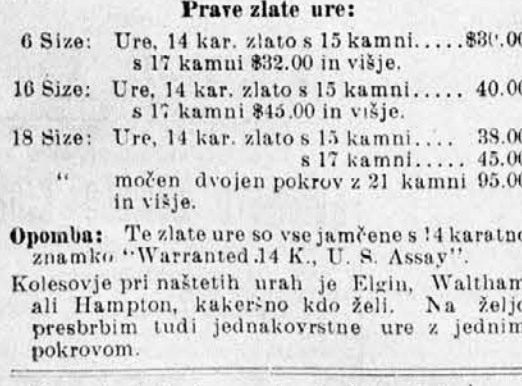 Prave zlate ure:
6 Size: Ure, 14 kar. zlato s 15 kamni.....$30.00
s 17 kamni $32.00 in višje.
16 Size: Ure, 14 kar. zlato s 15 kamni..... 40.00
s 17 kamni $45.00 in višje.
18 Size: Ure, 14 kar. zlato s 15 kamni.... 38.00
s 17 kamni.... 45.00
“ močen dvojen pokrov z 21 kamni 95.00
in višje.
Opomba: Te zlate ure so vse jamčene s 14 karatno
znamko “Warranted .14 K., U. S. Assay”.
Kolesovje pri naštetih urah je Elgin, Waltham
ali Hampton, kakeršno kdo želi. Na željo
presbrbim tudi jednakovrstne ure z jednim
pokrovom.